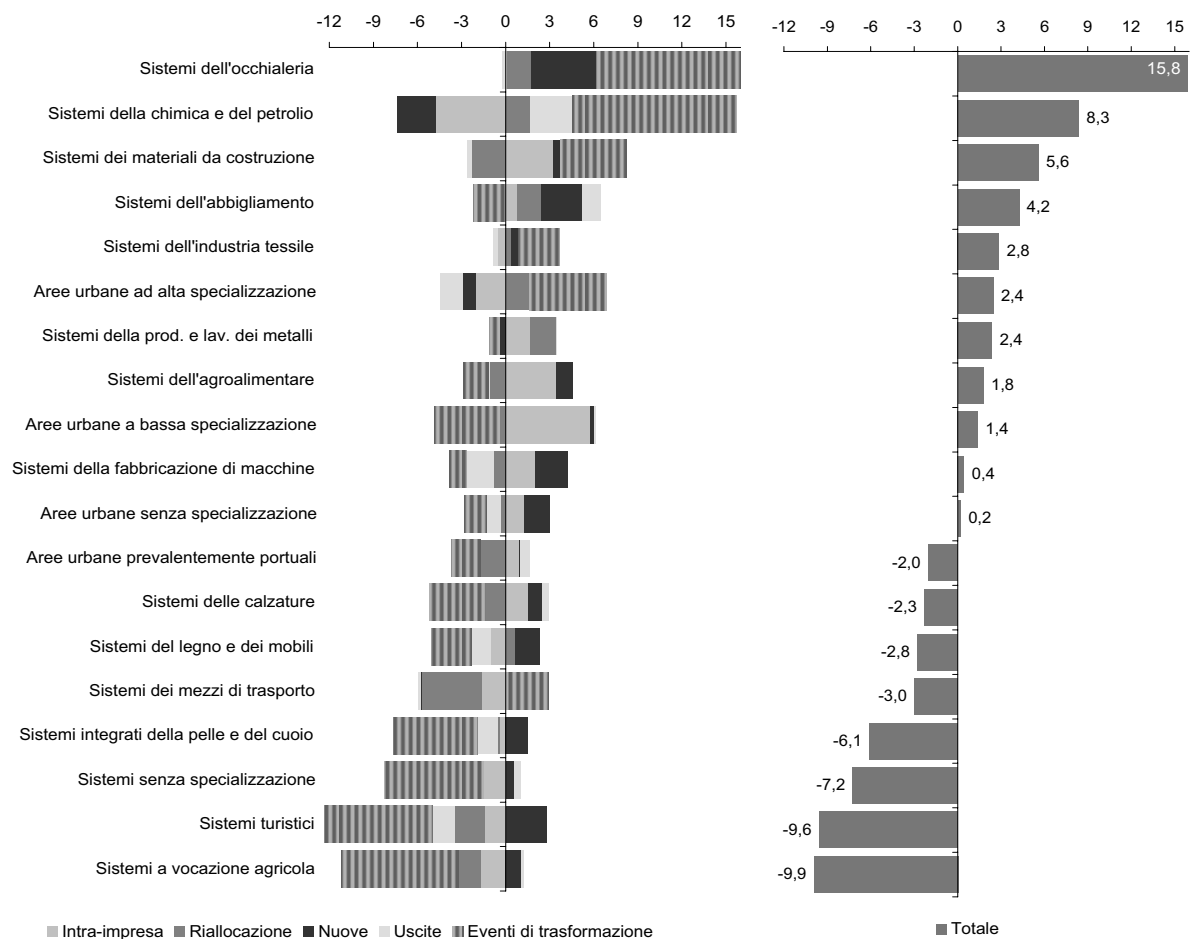 -12 -9 -6 -3 0 3 6 9 12 15
-12 -9 -6 -3 0 3 6 9 12 15
Sistemi dell'occhialeria 15,8
Sistemi della chimica e del petrolio 8,3
Sistemi dei materiali da costruzione 5,6
Sistemi dell'abbigliamento 4,2
Sistemi dell'industria tessile 2,8
Aree urbane ad alta specializzazione 2,4
Sistemi della prod. e lav. dei metalli 2,4
Sistemi dell'agroalimentare 1,8
Aree urbane a bassa specializzazione 1,4
Sistemi della fabbricazione di macchine 0,4
Aree urbane senza specializzazione 0,2
Aree urbane prevalentemente portuali -2,0
Sistemi delle calzature -2,3
Sistemi del legno e dei mobili -2,8
Sistemi dei mezzi di trasporto -3,0
Sistemi integrati della pelle e del cuoio -6,1
Sistemi senza specializzazione -7,2
Sistemi turistici -9,6
Sistemi a vocazione agricola -9,9
Intra-impresa Riallocazione Nuove Uscite Eventi di trasformazione
Totale